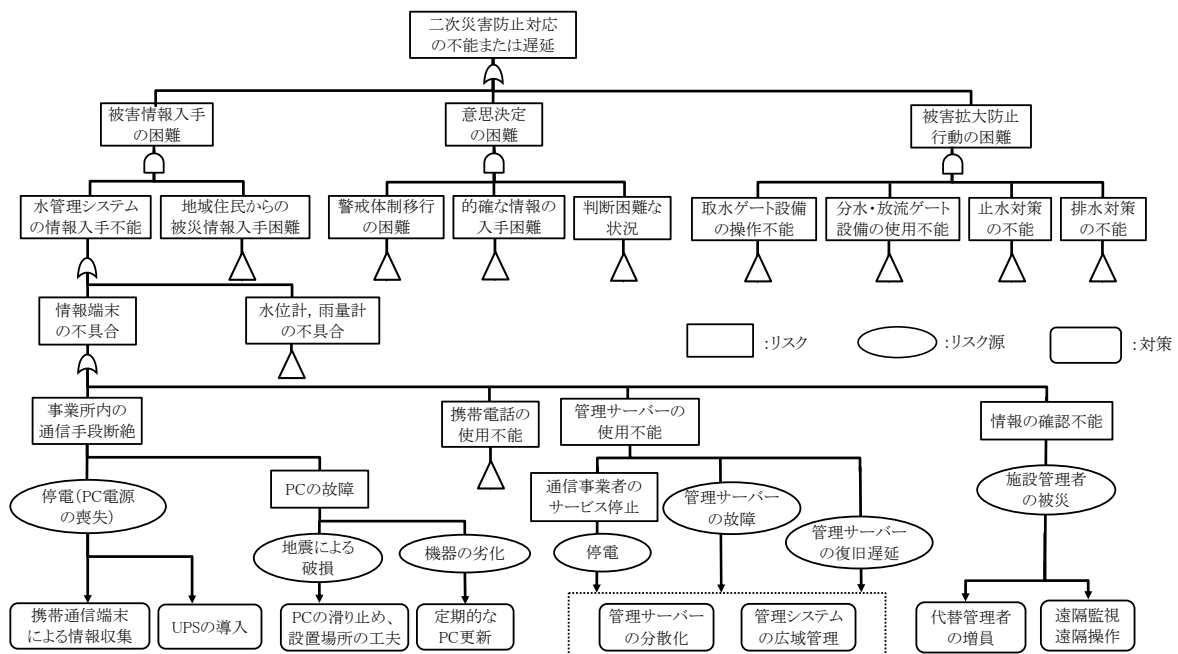 二次災害防止対応
の不能または遅延
被害情報入手
の困難
意思決定
の困難
被害拡大防止
行動の困難
水管理システム
の情報入手不能
地域住民からの
被災情報入手困難
警戒体制移行
の困難
的確な情報の
入手困難
判断困難な
状況
取水ゲート設備
の操作不能
分水・放流ゲート
設備の使用不能
止水対策
の不能
排水対策
の不能
情報端末
の不具合
水位計，雨量計
の不具合
：リスク
：リスク源
：対策
事業所内の
通信手段断絶
携帯電話の
使用不能
管理サーバーの
使用不能
情報の確認不能
停電（PC電源
の喪失）
PCの故障
通信事業者の
サービス停止
管理サーバー
の故障
管理サーバー
の復旧遅延
施設管理者
の被災
地震による
破損
機器の劣化
停電
携帯通信端末
による情報収集
UPSの導入
PCの滑り止め、
設置場所の工夫
定期的な
PC更新
管理サーバー
の分散化
管理システム
の広域管理
代替管理者
の増員
遠隔監視
遠隔操作